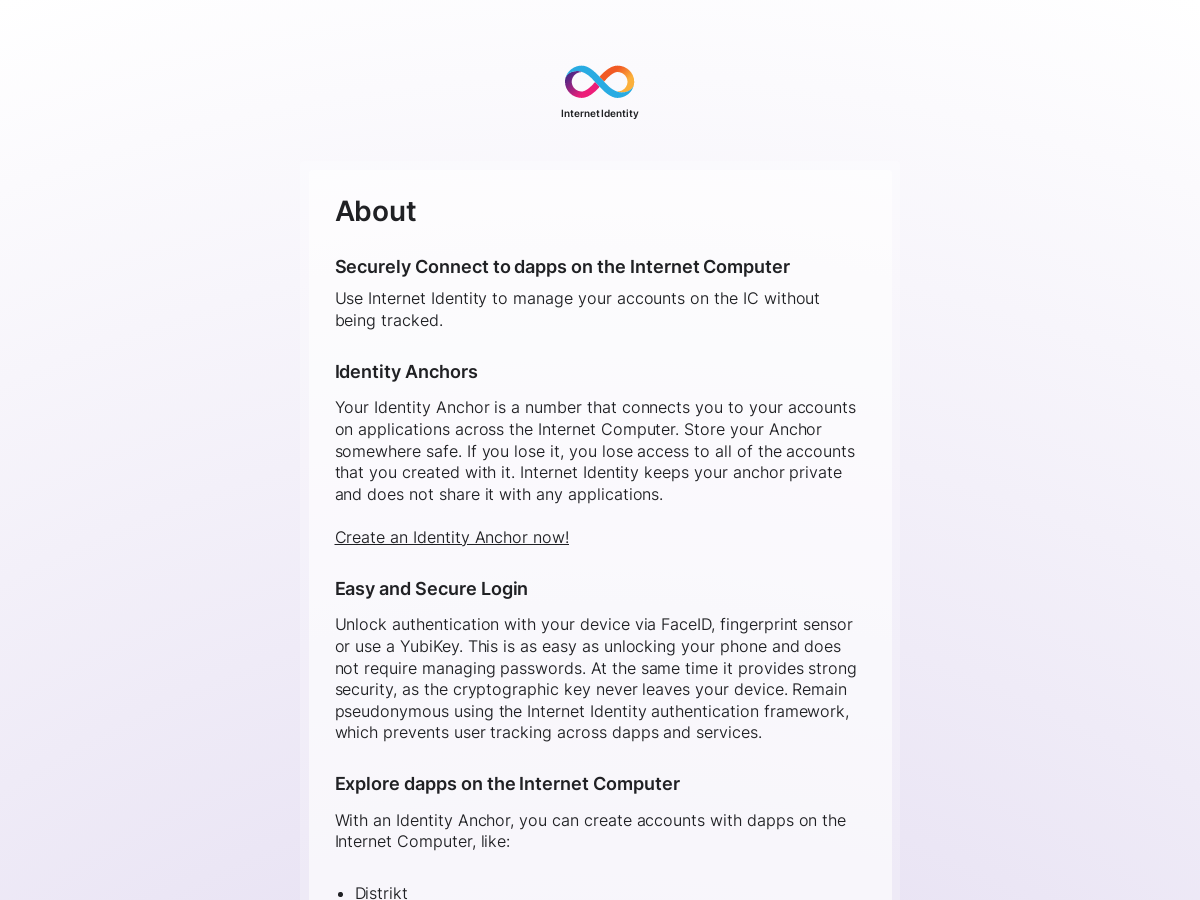 Internet Identity
About
Securely Connect to dapps on the Internet Computer
Use Internet Identity to manage your accounts on the IC without
being tracked.
Identity Anchors
Your Identity Anchor is a number that connects you to your accounts
on applications across the Internet Computer. Store your Anchor
somewhere safe. If you lose it, you lose access to all of the accounts
that you created with it. Internet Identity keeps your anchor private
and does not share it with any applications.
Create an Identity Anchor now!
Easy and Secure Login
Unlock authentication with your device via FaceID, fingerprint sensor
or use a YubiKey. This is as easy as unlocking your phone and does
not require managing passwords. At the same time it provides strong
security, as the cryptographic key never leaves your device. Remain
pseudonymous using the Internet Identity authentication framework,
which prevents user tracking across dapps and services.
Explore dapps on the Internet Computer
With an Identity Anchor, you can create accounts with dapps on the
Internet Computer, like:
• Distrikt